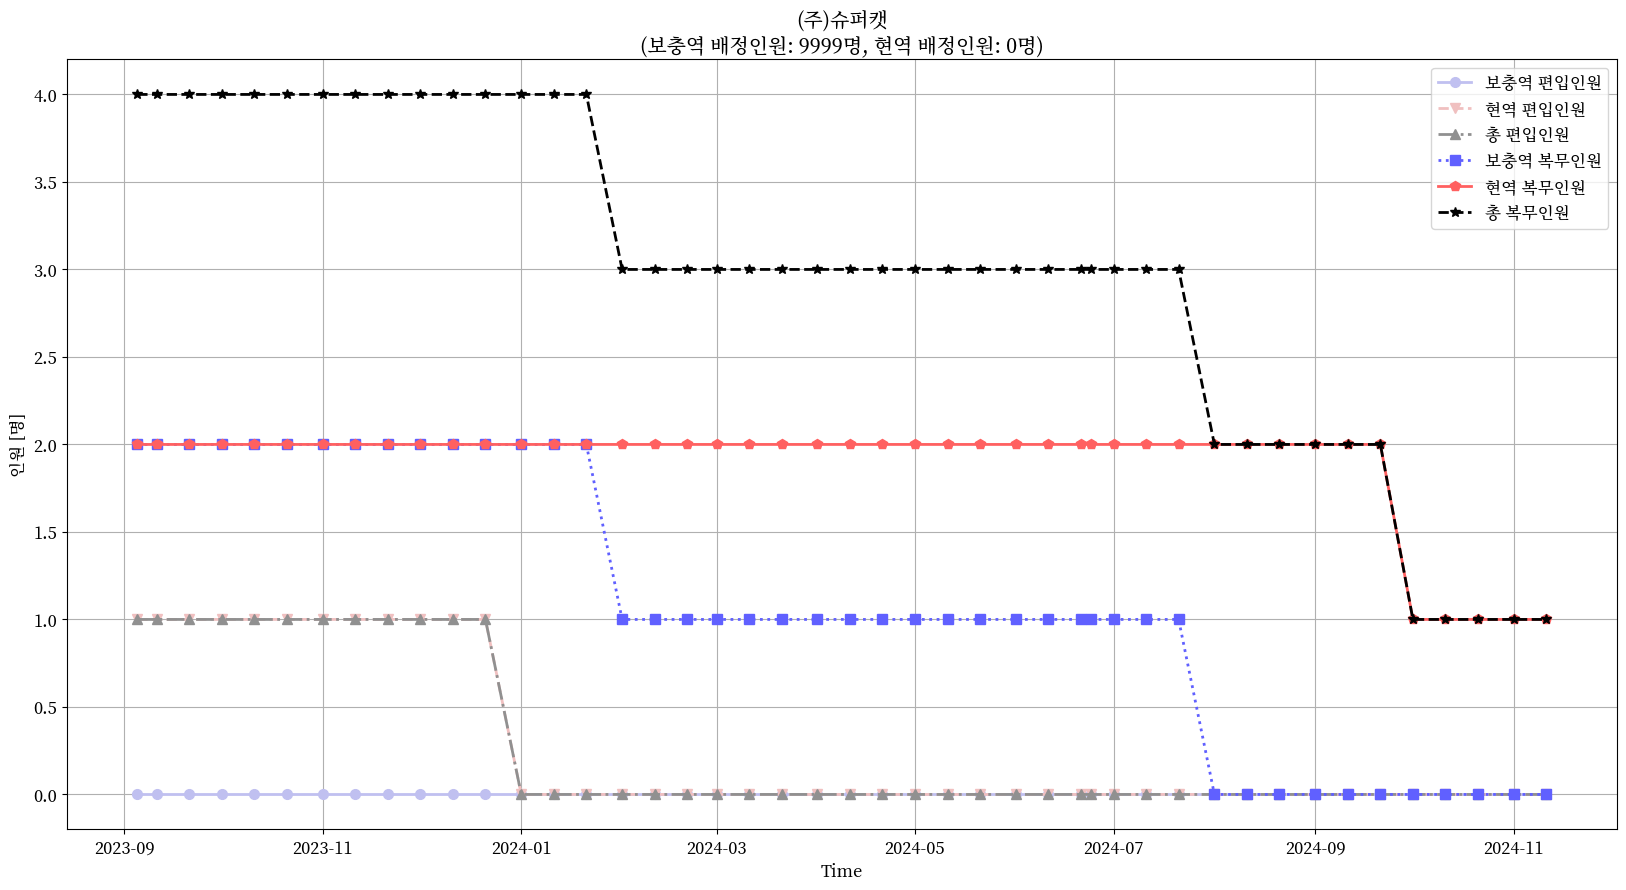 (주)슈퍼캣
(보충역 배정인원: 9999명, 현역 배정인원: 0명)
보충역 편입인원
현역 편입인원
총 편입인원
보충역 복무인원
현역 복무인원
총 복무인원
4.0
3.5
3.0
2.5
2.0
1.5
1.0
0.5
0.0
인원 [명]
2023-09 2023-11 2024-01 2024-03 2024-05 2024-07 2024-09 2024-11
Time